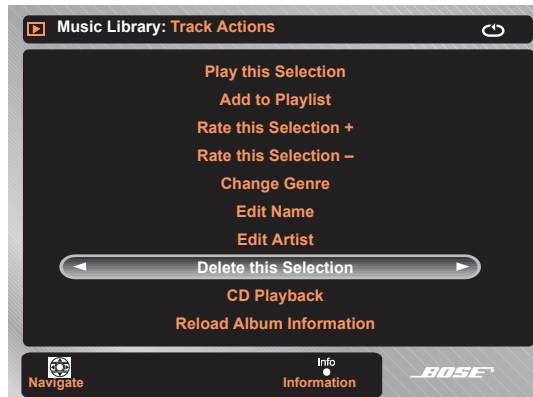 Music Library: Track Actions
Play this Selection
Add to Playlist
Rate this Selection +
Rate this Selection –
Change Genre
Edit Name
Edit Artist
Delete this Selection
CD Playback
Reload Album Information
Info
Navigate
Information
BOSE